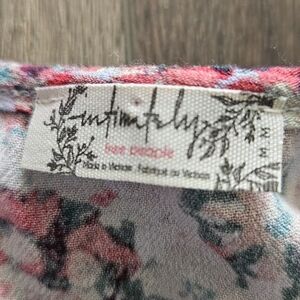 intimately
free people
Made in Vietnam Fabriqué au Vietnam
M
M